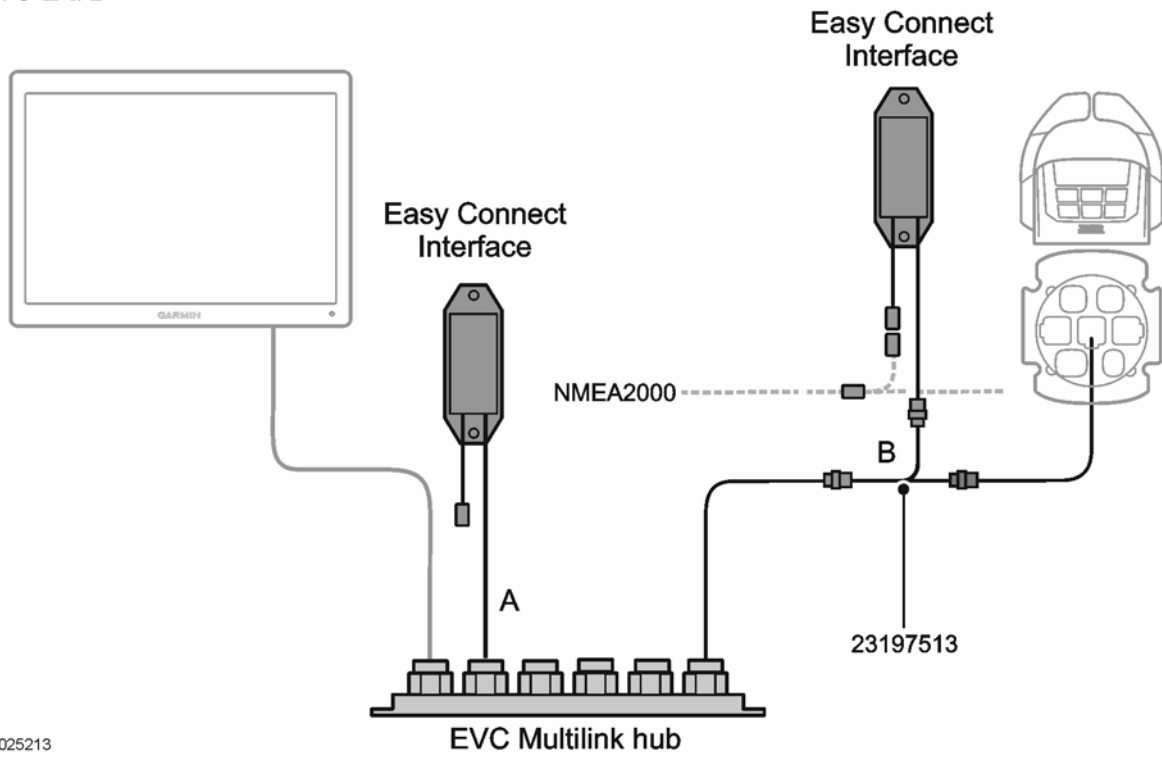 Easy Connect
Interface
Easy Connect
Interface
GARMIN
NMEA2000
B
A
23197513
EVC Multilink hub
025213